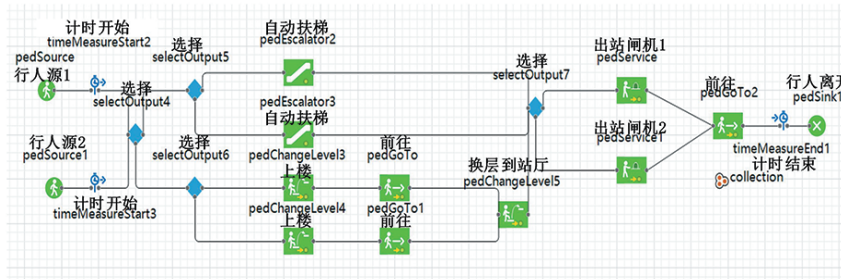 计时开始
timeMeasureStart2
pedSource
行人源1
选择
selectOutput4
选择
selectOutput5
自动扶梯
pedEscalator2
pedEscalator3
自动扶梯
选择
selectOutput7
出站闸机1
pedService
前往
pedGoTo2
行人离开
pedSink1
行人源2
pedSource1
计时开始
timeMeasureStart3
选择
selectOutput6
pedChangeLevel3
上楼
前往
pedGoTo
pedChangeLevel4
上楼
pedGoTo1
前往
换层到站厅
pedChangeLevel5
出站闸机2
pedService1
timeMeasureEnd1
计时结束
collection